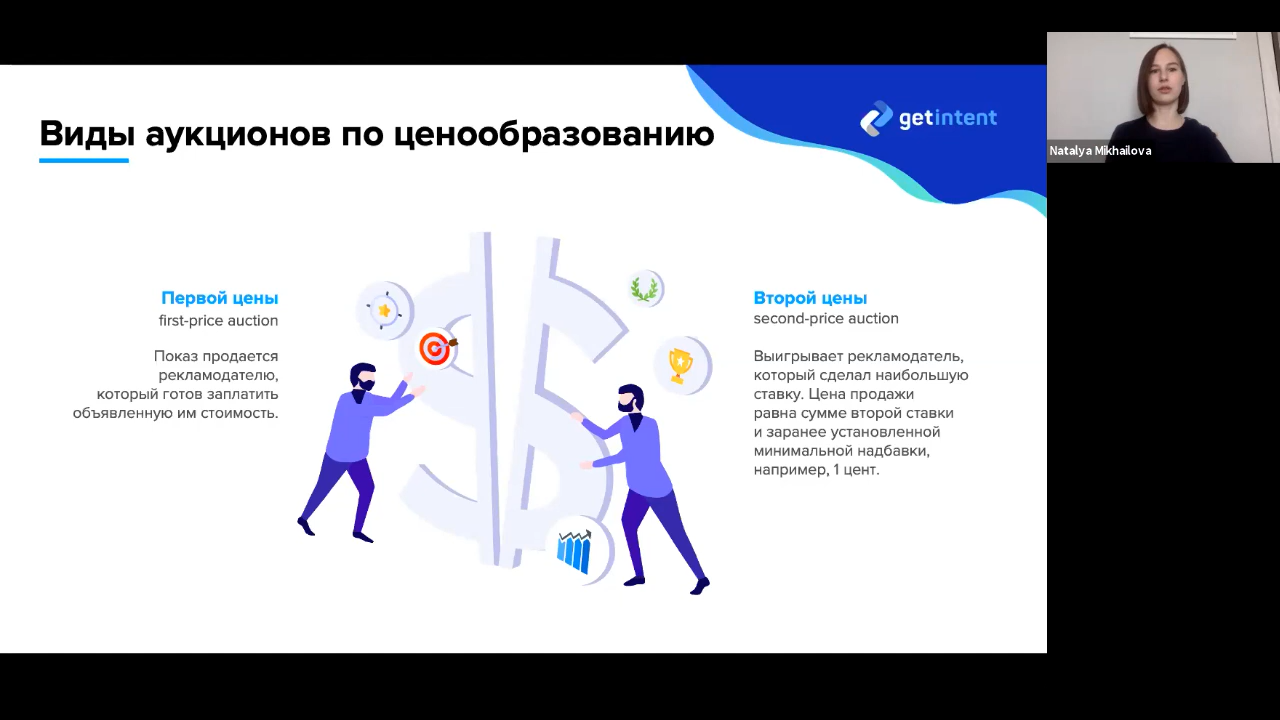 Виды аукционов по ценообразованию
getintent
Natalya Mikhailova
Первой цены
first-price auction
Показ продается
рекламодателю,
который готов заплатить
объявленную им стоимость.
Второй цены
second-price auction
Выигрывает рекламодатель,
который сделал наибольшую
ставку. Цена продажи
равна сумме второй ставки
и заранее установленной
минимальной надбавки,
например, 1 цент.